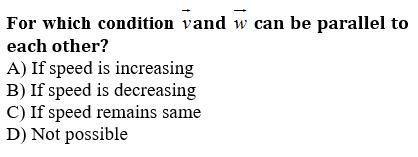 For which condition v⃗ and w⃗ can be parallel to
each other?
A) If speed is increasing
B) If speed is decreasing
C) If speed remains same
D) Not possible